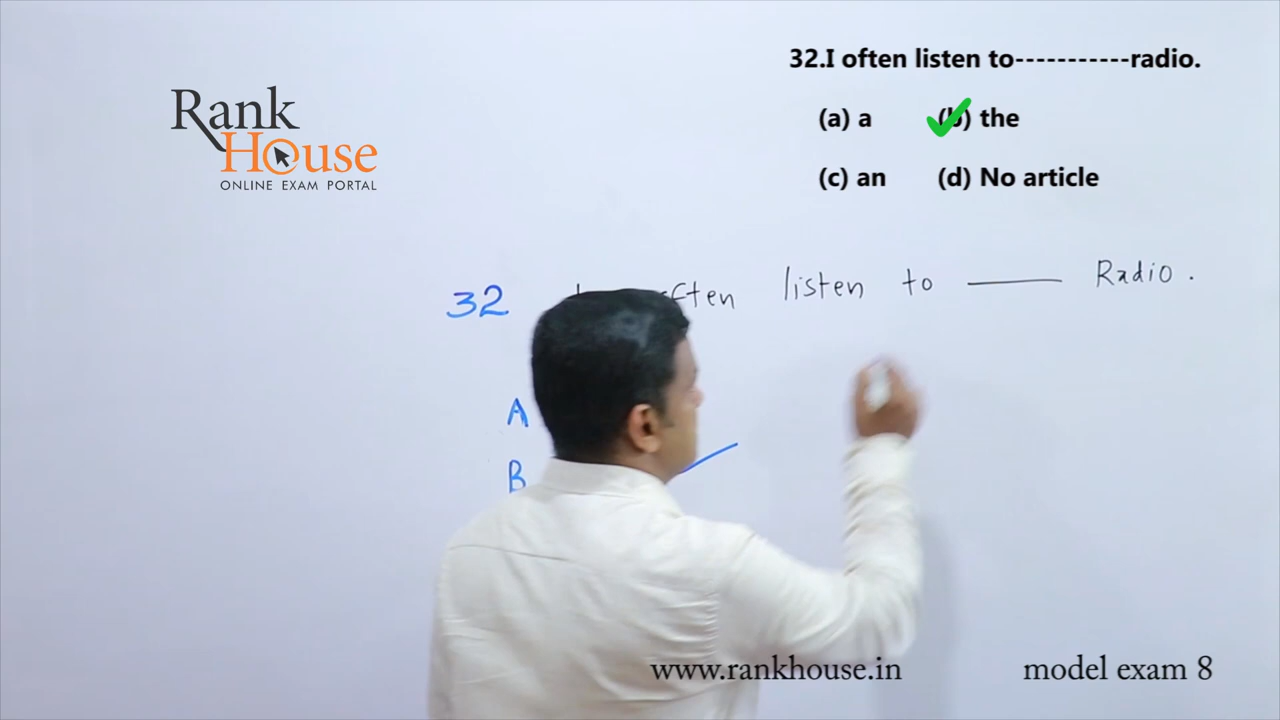 Rank
House
ONLINE EXAM PORTAL
32.I often listen to-----------radio.
(a) a (b) the
(c) an (d) No article
32 often listen to —— Radio.
A
B
www.rankhouse.in model exam 8